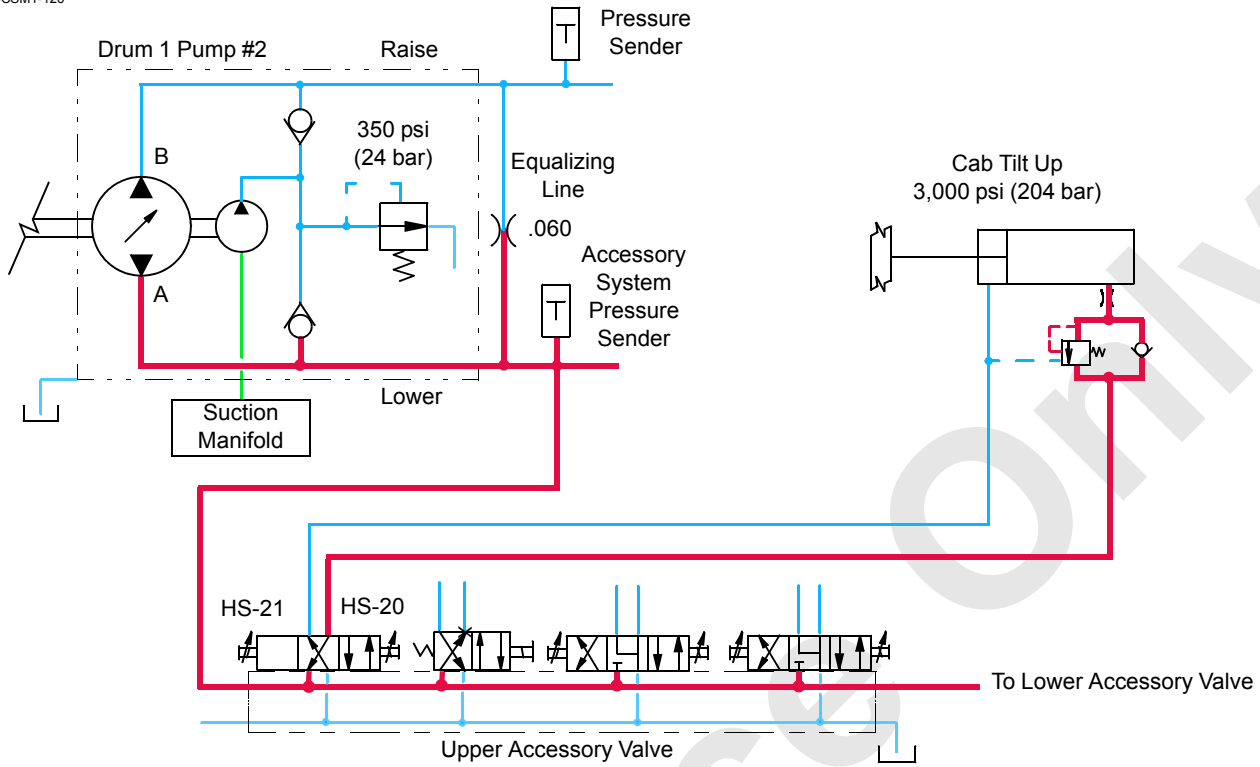 Pressure
Sender
Drum 1 Pump #2
Raise
350 psi
(24 bar)
B
Equalizing
Line
.060
Cab Tilt Up
3,000 psi (204 bar)
A
Accessory
System
Pressure
Sender
Lower
Suction
Manifold
HS-21
HS-20
To Lower Accessory Valve
Upper Accessory Valve